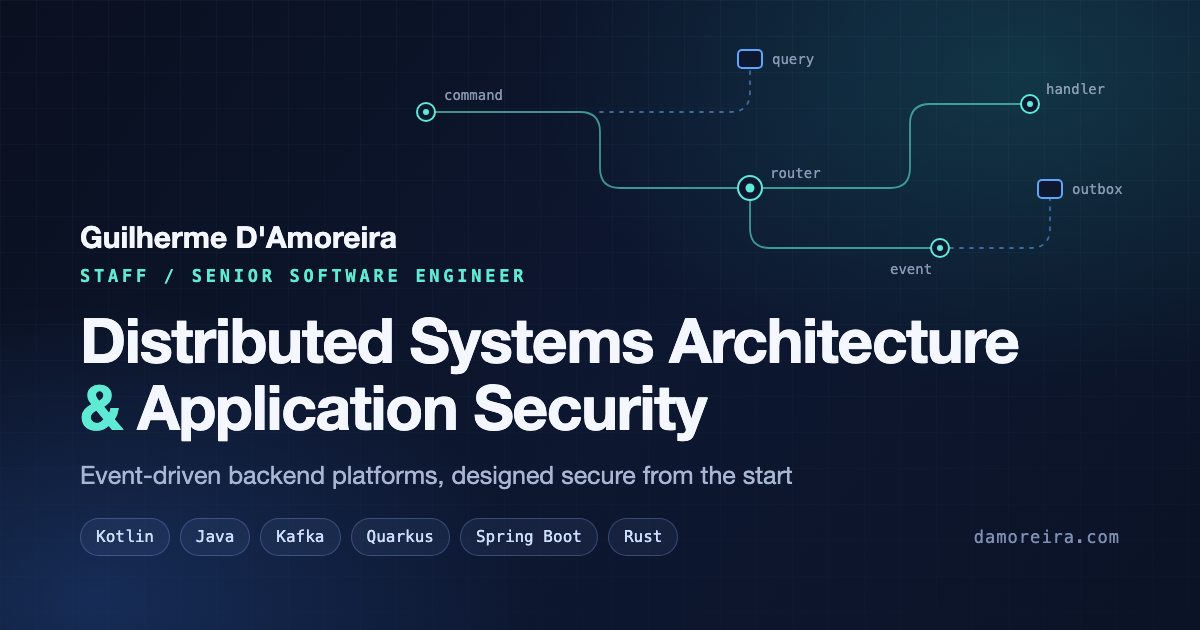 query
command
handler
router
outbox
event
Guilherme D'Amoreira
STAFF / SENIOR SOFTWARE ENGINEER
Distributed Systems Architecture
& Application Security
Event-driven backend platforms, designed secure from the start
Kotlin Java Kafka Quarkus Spring Boot Rust
damoreira.com